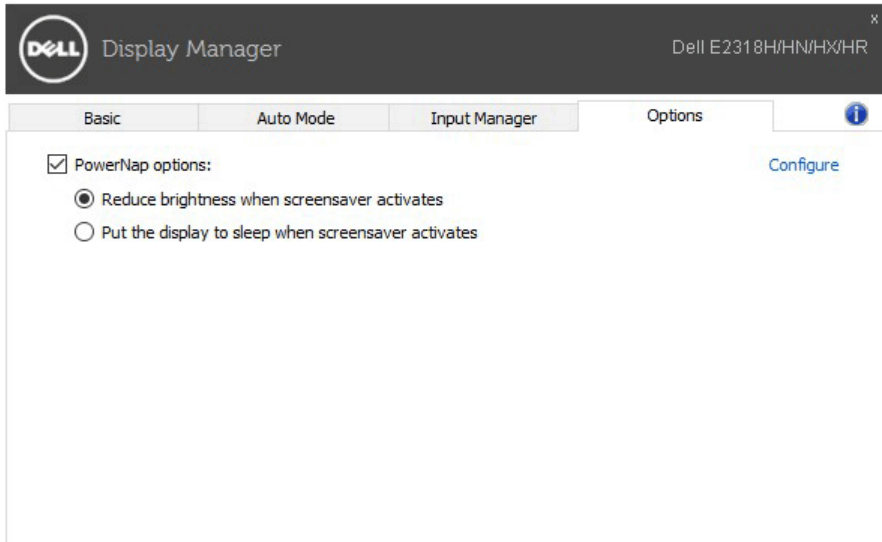 x
DELL Display Manager Dell E2318H/HN/HX/HR
Basic Auto Mode Input Manager Options i
PowerNap options: Configure
Reduce brightness when screensaver activates
Put the display to sleep when screensaver activates